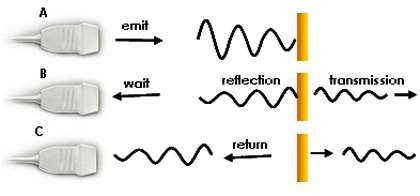 A
emit
B
wait
reflection
transmission
C
return